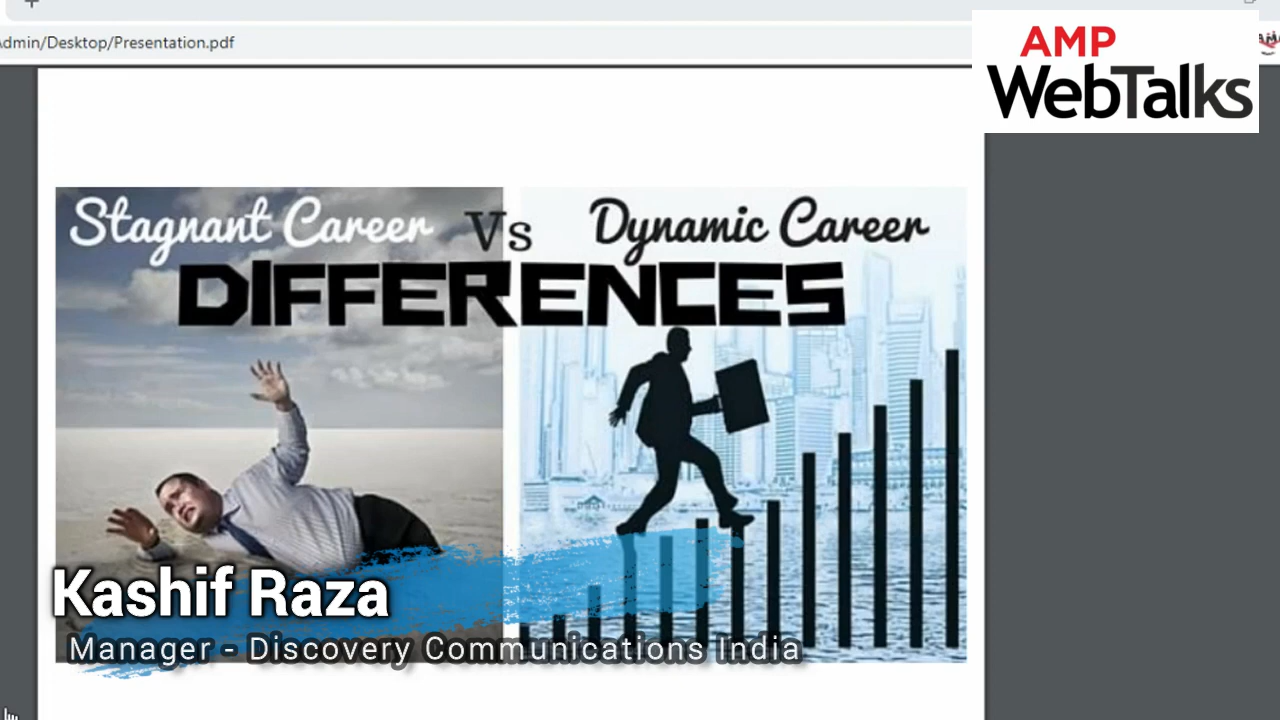 Admin/Desktop/Presentation.pdf
AMP
WebTalks
Stagnant Career Vs Dynamic Career
DIFFERENCES
Kashif Raza
Manager - Discovery Communications India